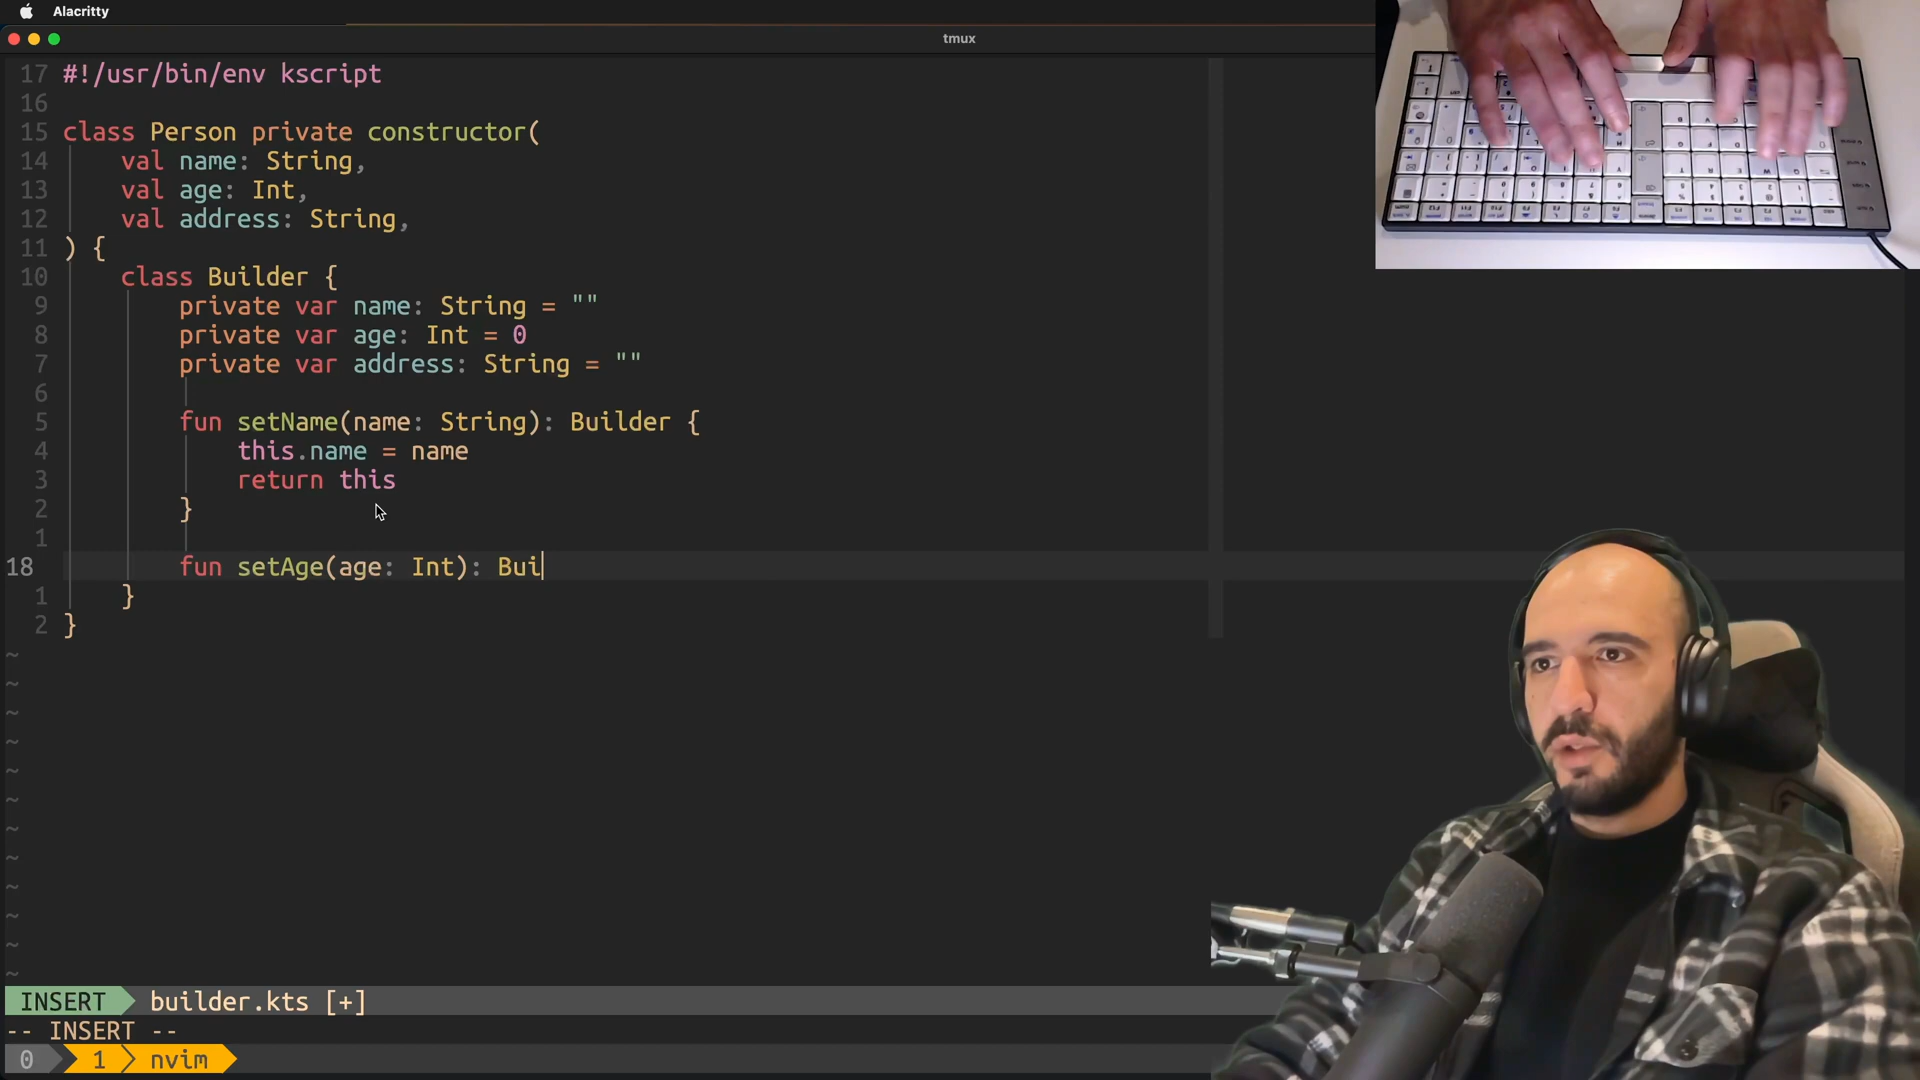 Alacritty
tmux
17 #!/usr/bin/env kscript
16
15 class Person private constructor(
14 val name: String,
13 val age: Int,
12 val address: String,
11 ) {
10 class Builder {
9 private var name: String = ""
8 private var age: Int = 0
7 private var address: String = ""
6
5 fun setName(name: String): Builder {
4 this.name = name
3 return this
2 }
1
18 fun setAge(age: Int): Bui
1 }
2 }
~
~
~
~
~
~
~
~
~
~
~
~
INSERT builder.kts [+]
-- INSERT --
0 1 nvim